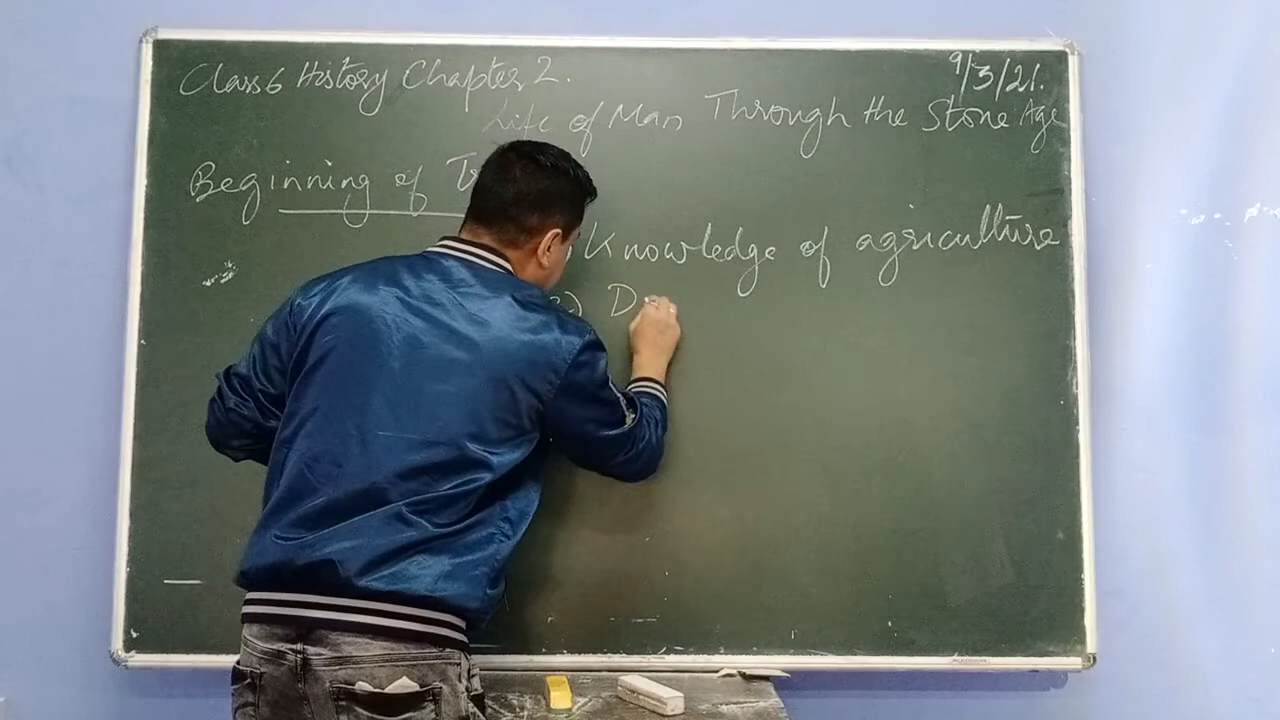 Class 6 History Chapter 2.
9/3/21.
Life of Man Through the Stone Age
Beginning of
Knowledge of agriculture
2) D